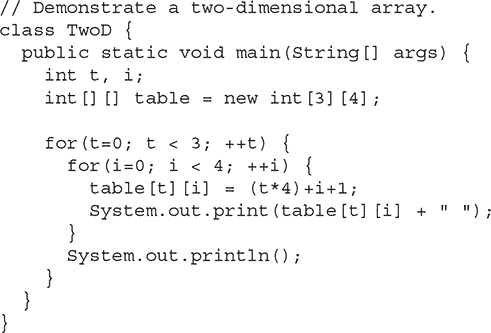 // Demonstrate a two-dimensional array.
class TwoD {
  public static void main(String[] args) {
    int t, i;
    int[][] table = new int[3][4];

    for(t=0; t < 3; ++t) {
      for(i=0; i < 4; ++i) {
        table[t][i] = (t*4)+i+1;
        System.out.print(table[t][i] + " ");
      }
      System.out.println();
    }
  }
}